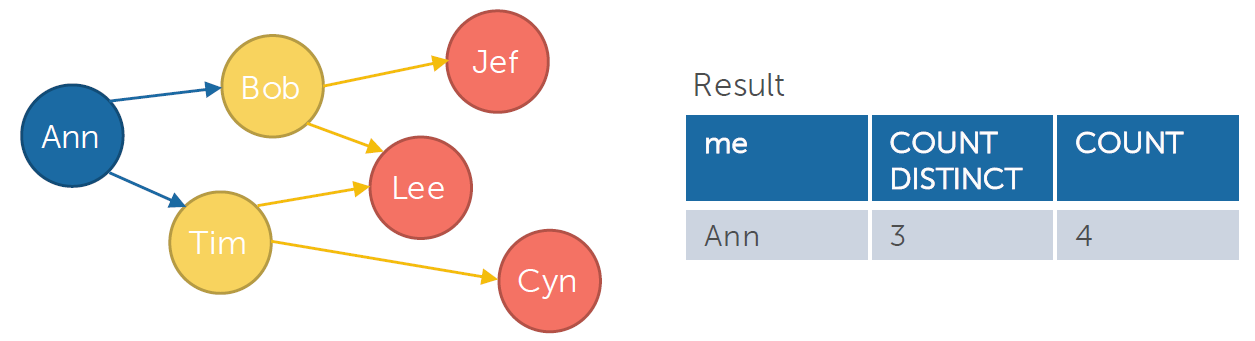 Ann
Bob
Jef
Lee
Tim
Cyn
Result
me
COUNT
DISTINCT
COUNT
Ann
3
4